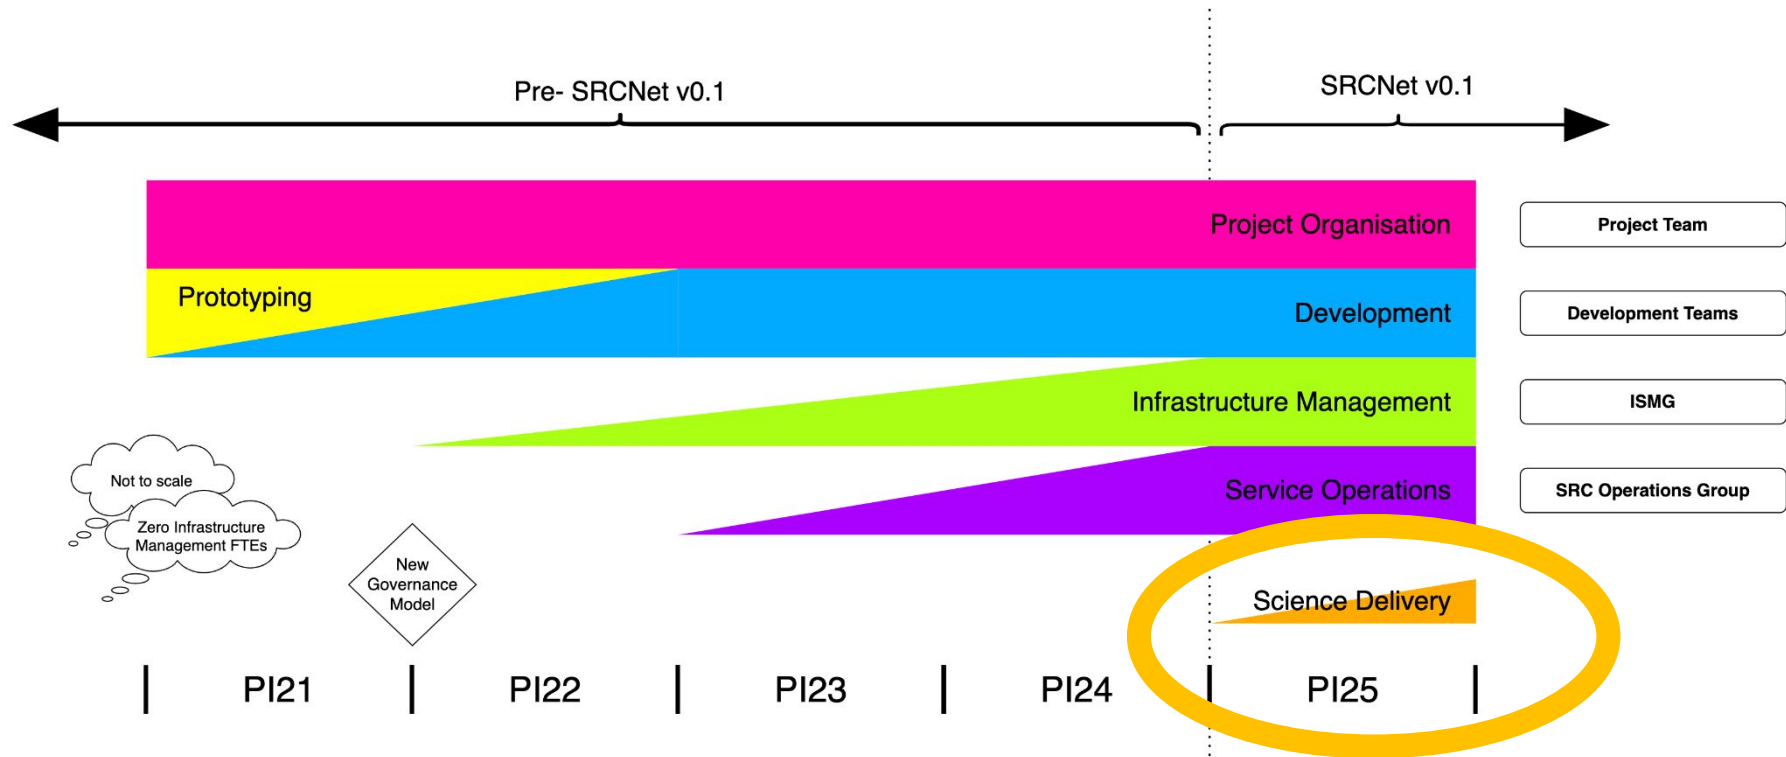 Pre- SRCNet v0.1
SRCNet v0.1
Project Organisation
Project Team
Prototyping
Development
Development Teams
Infrastructure Management
ISMG
Not to scale
Service Operations
SRC Operations Group
Zero Infrastructure
Management FTEs
New
Governance
Model
Science Delivery
PI21
PI22
PI23
PI24
PI25